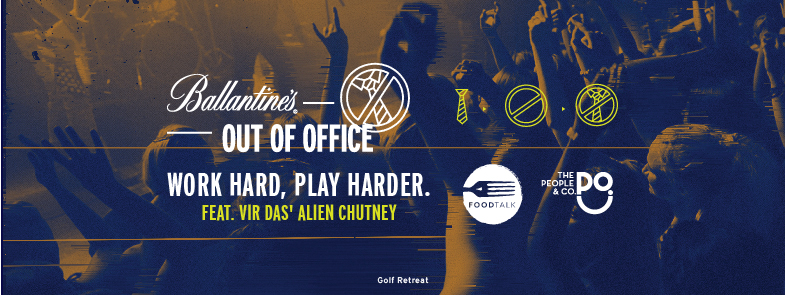 Ballantine's
OUT OF OFFICE
WORK HARD, PLAY HARDER.
FEAT. VIR DAS' ALIEN CHUTNEY
FOODTALK
THE
PEOPLE
& CO.
PO.
Golf Retreat